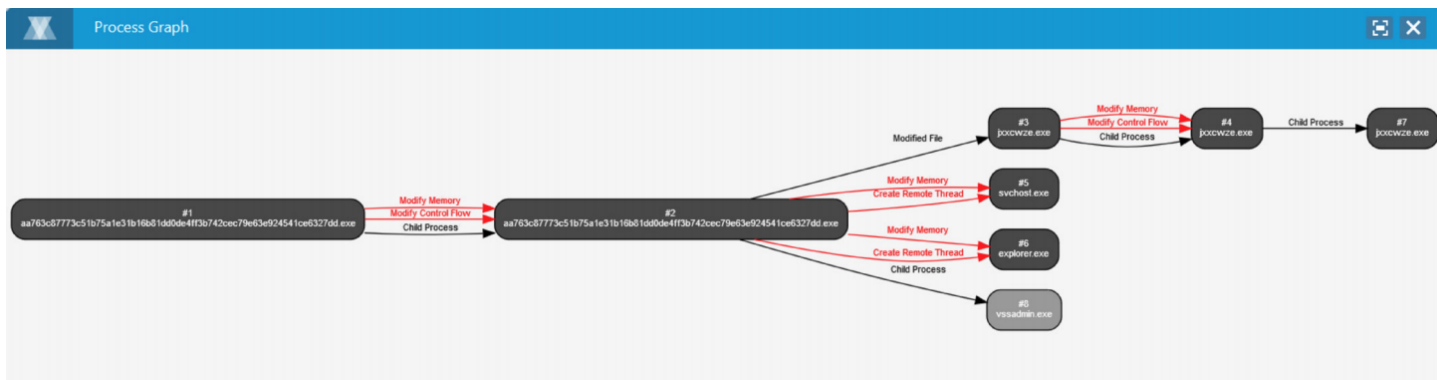 Process Graph
#1
aa763c87773c51b75a1e31b16b81dd0de4ff3b742cec79e63e924541ce6327dd.exe
Modify Memory
Modify Control Flow
Child Process
#2
aa763c87773c51b75a1e31b16b81dd0de4ff3b742cec79e63e924541ce6327dd.exe
Modified File
#3
jxxcwze.exe
Modify Memory
Modify Control Flow
Child Process
#4
jxxcwze.exe
Child Process
#7
jxxcwze.exe
Modify Memory
Create Remote Thread
#5
svchost.exe
Modify Memory
Create Remote Thread
#6
explorer.exe
Child Process
#8
vssadmin.exe